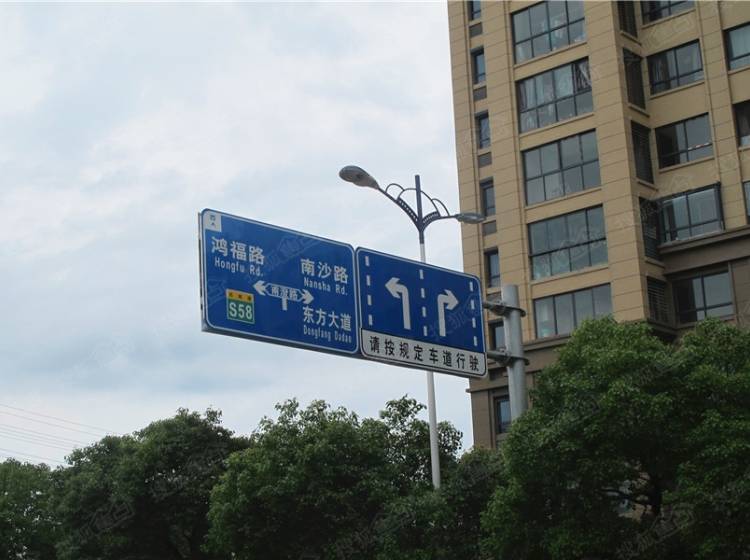 鸿福路
Hongfu Rd.
S58
南沙路
Nansha Rd.
东方大道
Dongfang Dadao
请按规定车道行驶